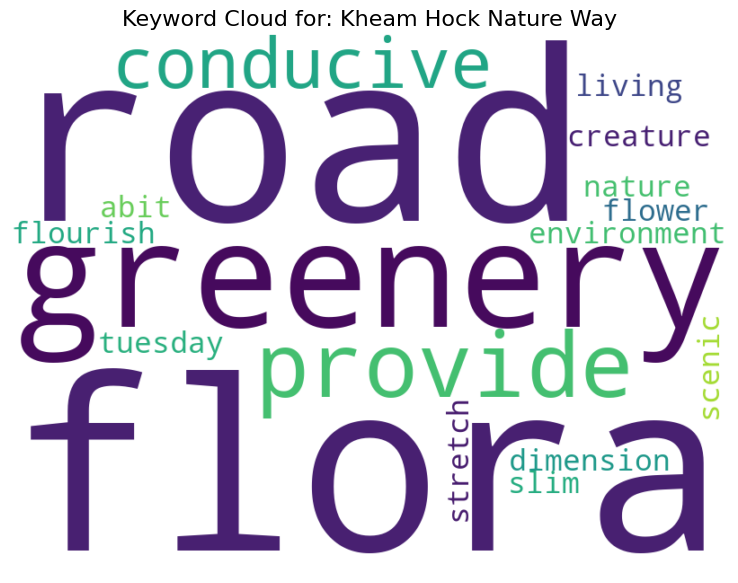 Keyword Cloud for: Kheam Hock Nature Way
conducive
road
living
creature
nature
abit
flower
flourish
environment
greenery
tuesday
provide
scenic
flora
stretch
dimension
slim